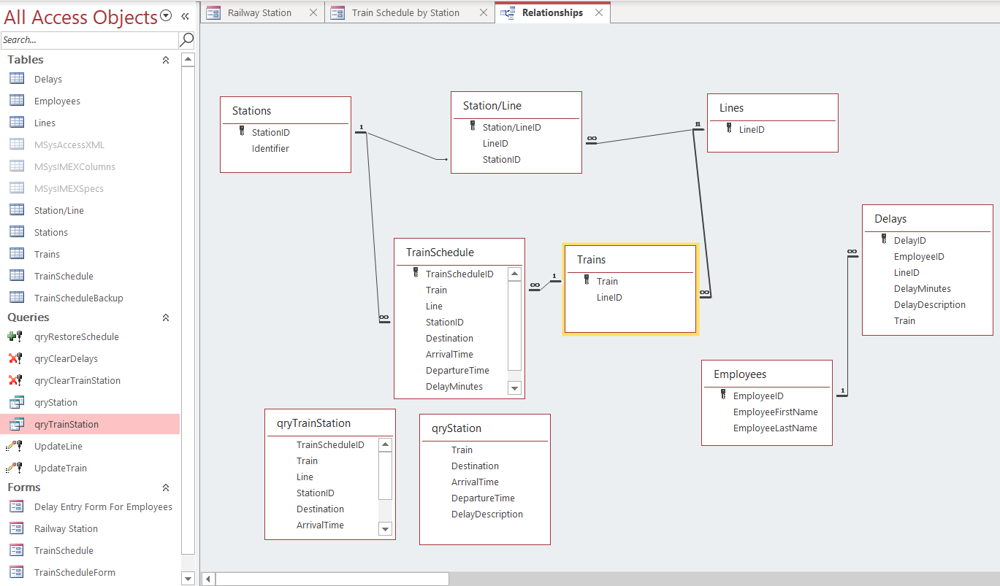 All Access Objects
Search...
Tables
Delays
Employees
Lines
MSysAccessXML
MSysIMEXColumns
MSysIMEXSpecs
Station/Line
Stations
Trains
TrainSchedule
TrainScheduleBackup
Queries
qryRestoreSchedule
qryClearDelays
qryClearTrainStation
qryStation
qryTrainStation
UpdateLine
UpdateTrain
Forms
Delay Entry Form For Employees
Railway Station
TrainSchedule
TrainScheduleForm
Railway Station
Train Schedule by Station
Relationships
Stations
StationID
Identifier
1
Station/Line
Station/LineID
LineID
StationID
∞
11
Lines
LineID
TrainSchedule
TrainScheduleID
Train
Line
StationID
Destination
ArrivalTime
DepartureTime
DelayMinutes
∞
∞
1
Trains
Train
LineID
∞
Delays
DelayID
EmployeeID
LineID
DelayMinutes
DelayDescription
Train
∞
1
Employees
EmployeeID
EmployeeFirstName
EmployeeLastName
qryTrainStation
TrainScheduleID
Train
Line
StationID
Destination
ArrivalTime
qryStation
Train
Destination
ArrivalTime
DepartureTime
DelayDescription